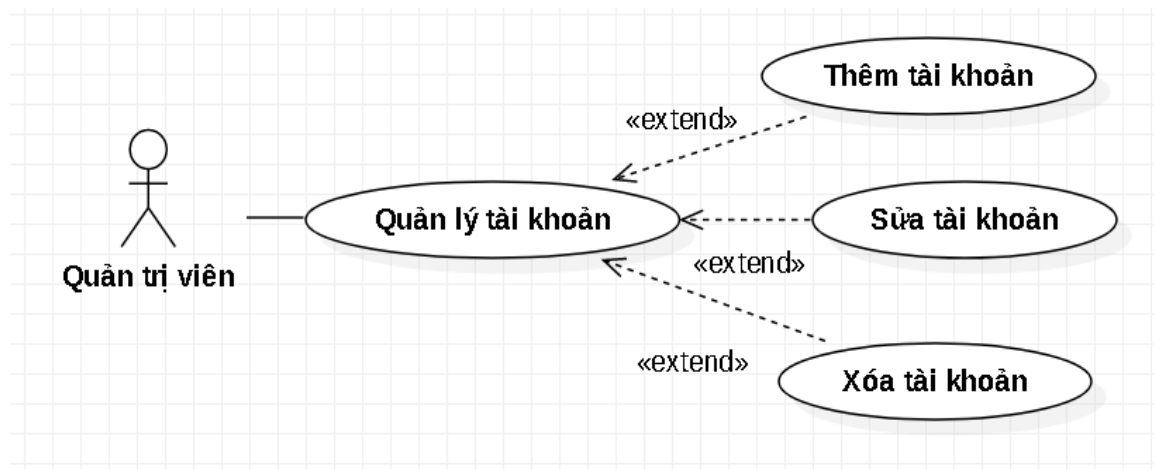 Thêm tài khoản
«extend»
Quản lý tài khoản
Sửa tài khoản
«extend»
Quản trị viên
«extend»
Xóa tài khoản